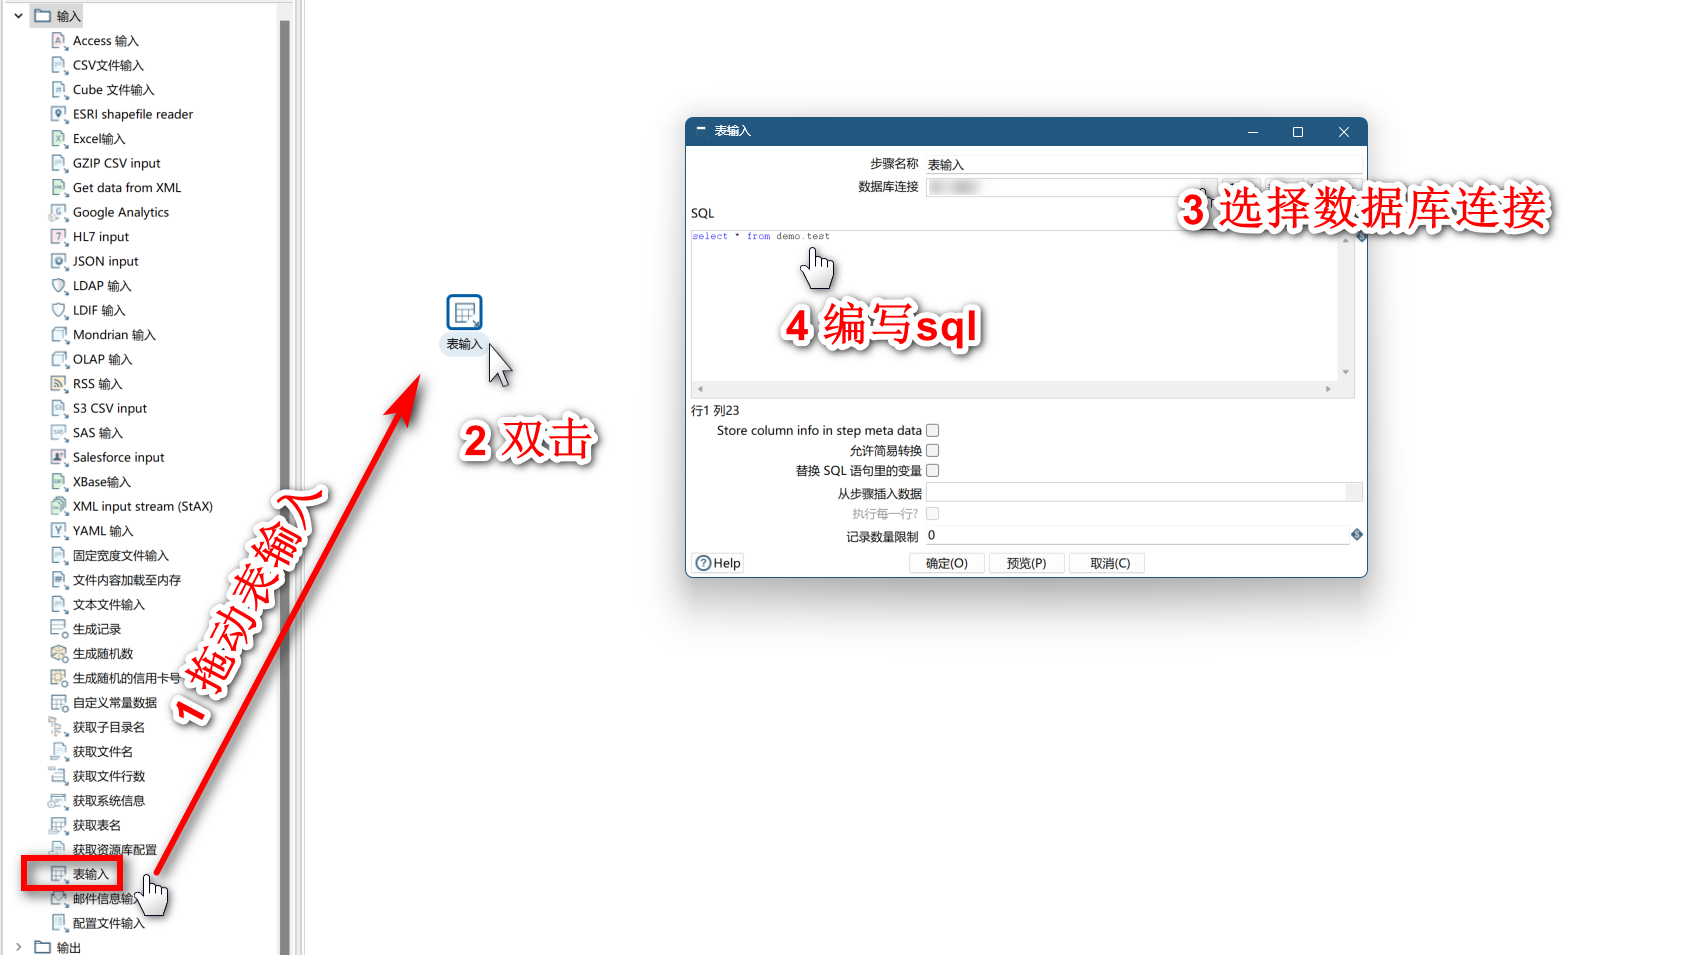 输入
Access 输入
CSV文件输入
Cube 文件输入
ESRI shapefile reader
Excel输入
GZIP CSV input
Get data from XML
Google Analytics
HL7 input
JSON input
LDAP 输入
LDIF 输入
Mondrian 输入
OLAP 输入
RSS 输入
S3 CSV input
SAS 输入
Salesforce input
XBase输入
XML input stream (StAX)
YAML 输入
固定宽度文件输入
文件内容加载至内存
文本文件输入
生成记录
生成随机数
生成随机的信用卡号
自定义常量数据
获取子目录名
获取文件名
获取文件行数
获取系统信息
获取表名
获取资源库配置
表输入
邮件信息输入
配置文件输入
输出
1 拖动表输入
表输入
2 双击
表输入
步骤名称 表输入
数据库连接
3 选择数据库连接
SQL
select * from demo.test
4 编写sql
行1 列23
Store column info in step meta data
允许简易转换
替换 SQL 语句里的变量
从步骤插入数据
执行每一行?
记录数量限制 0
Help 确定(O) 预览(P) 取消(C)